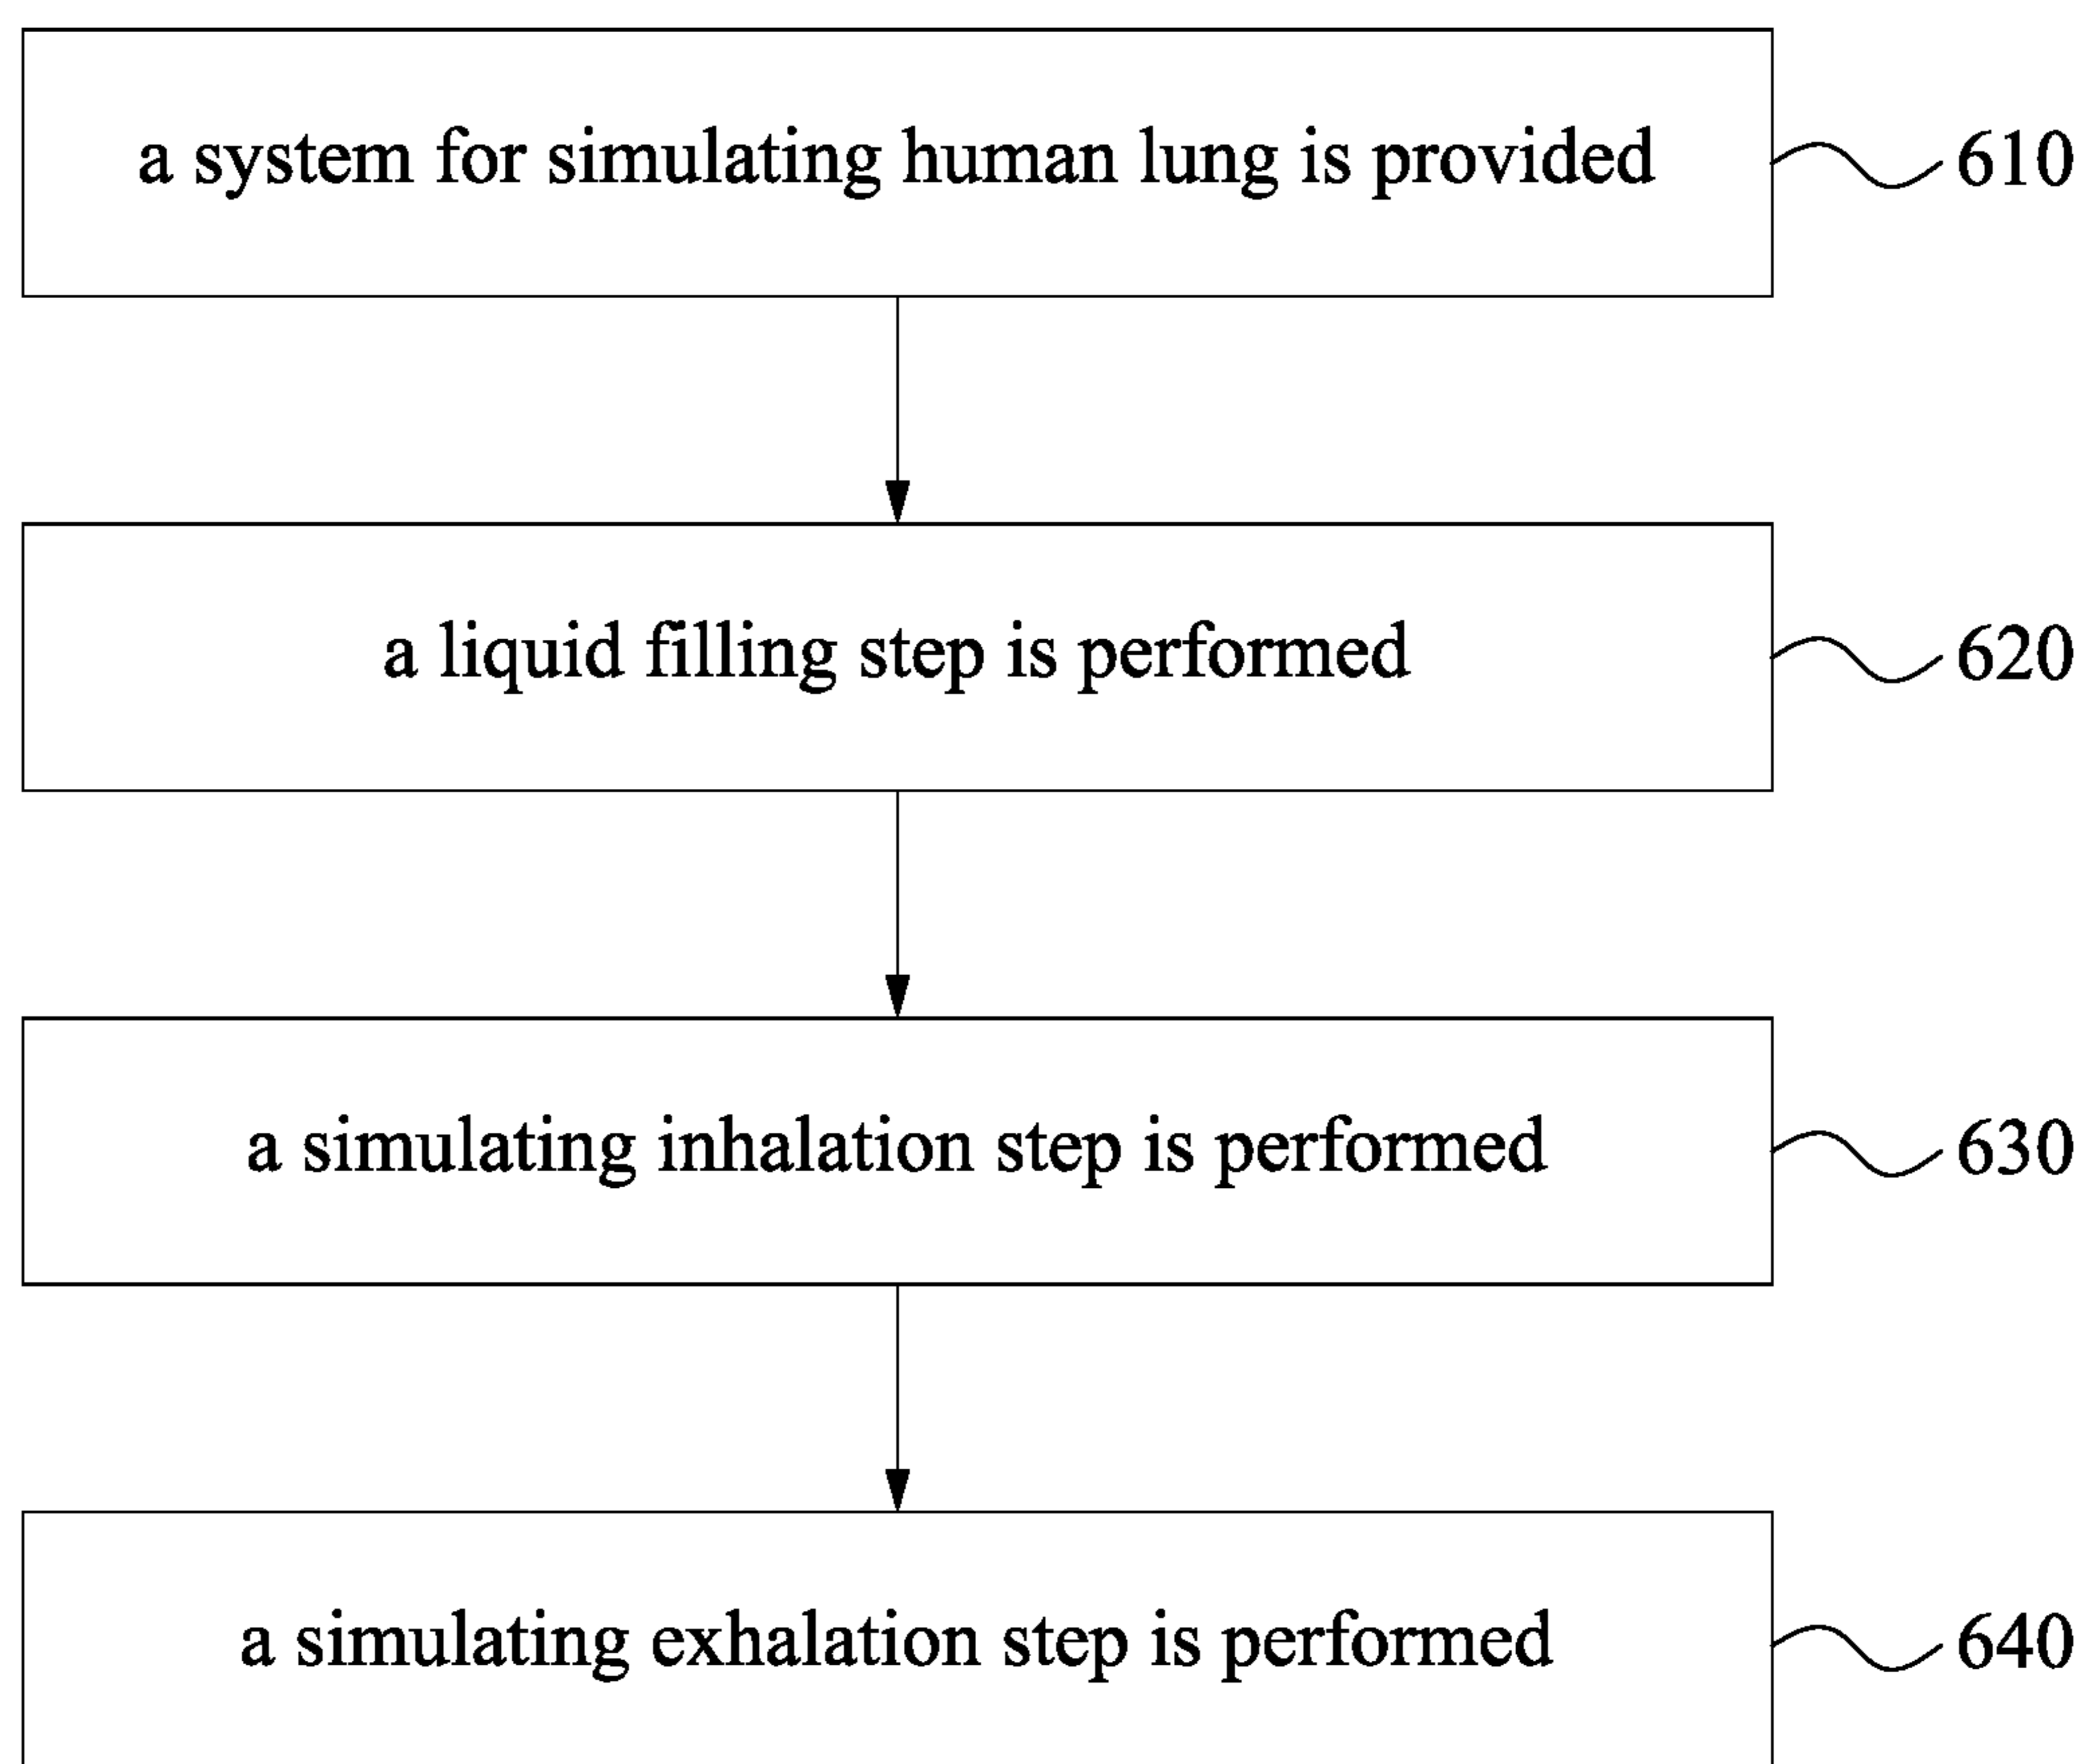 a system for simulating human lung is provided 610
a liquid filling step is performed 620
a simulating inhalation step is performed 630
a simulating exhalation step is performed 640